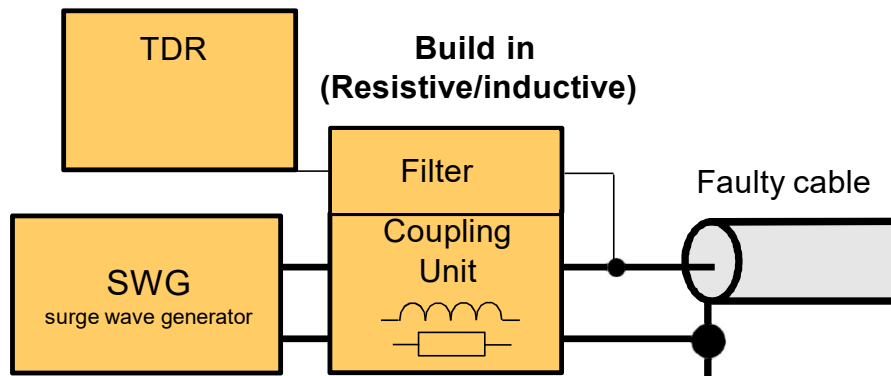 TDR
Build in
(Resistive/inductive)
Filter
Faulty cable
Coupling
Unit
SWG
surge wave generator